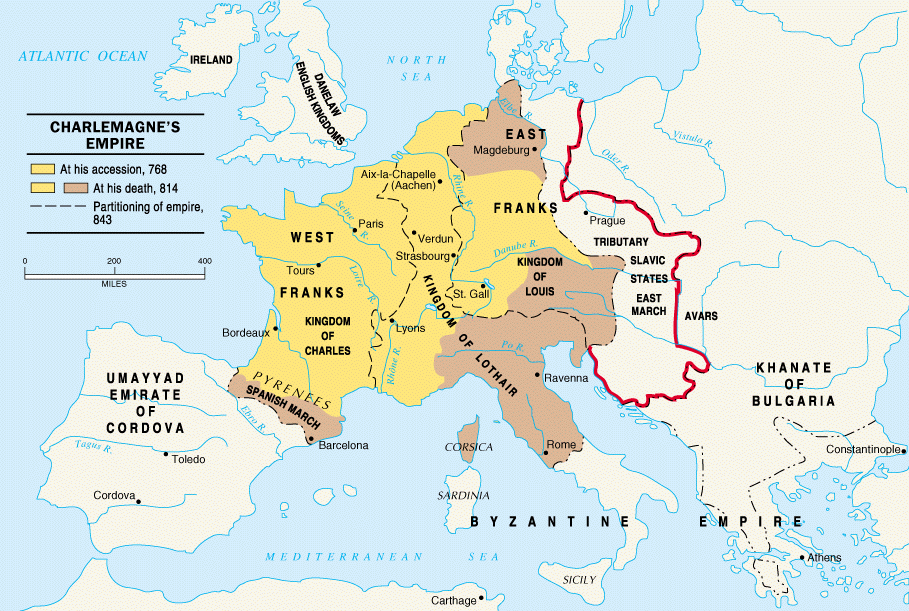 ATLANTIC OCEAN
IRELAND
DANELAW
ENGLISH KINGDOMS
NORTH
SEA
CHARLEMAGNE'S
EMPIRE
At his accession, 768
At his death, 814
Partitioning of empire,
843
0 200 400
MILES
Elbe R.
EAST
Magdeburg
Vistula R.
Oder R.
Aix-la-Chapelle
(Aachen)
Rhine R.
FRANKS
Prague
Seine R.
Paris
WEST
Verdun
Strasbourg
TRIBUTARY
SLAVIC
STATES
Danube R.
KINGDOM
OF
LOUIS
Tours
Loire R.
St. Gall
EAST
MARCH
AVARS
FRANKS
KINGDOM
OF
CHARLES
Bordeaux
Lyons
KINGDOM OF LOTHAIR
Rhône R.
Po R.
Ravenna
KHANATE
OF
BULGARIA
UMAYYAD
EMIRATE
OF
CORDOVA
PYRENEES
SPANISH MARCH
Ebro R.
Barcelona
Tagus R.
Toledo
CORSICA
Rome
Constantinople
Cordova
SARDINIA
BYZANTINE EMPIRE
MEDITERRANEAN SEA
Athens
SICILY
Carthage